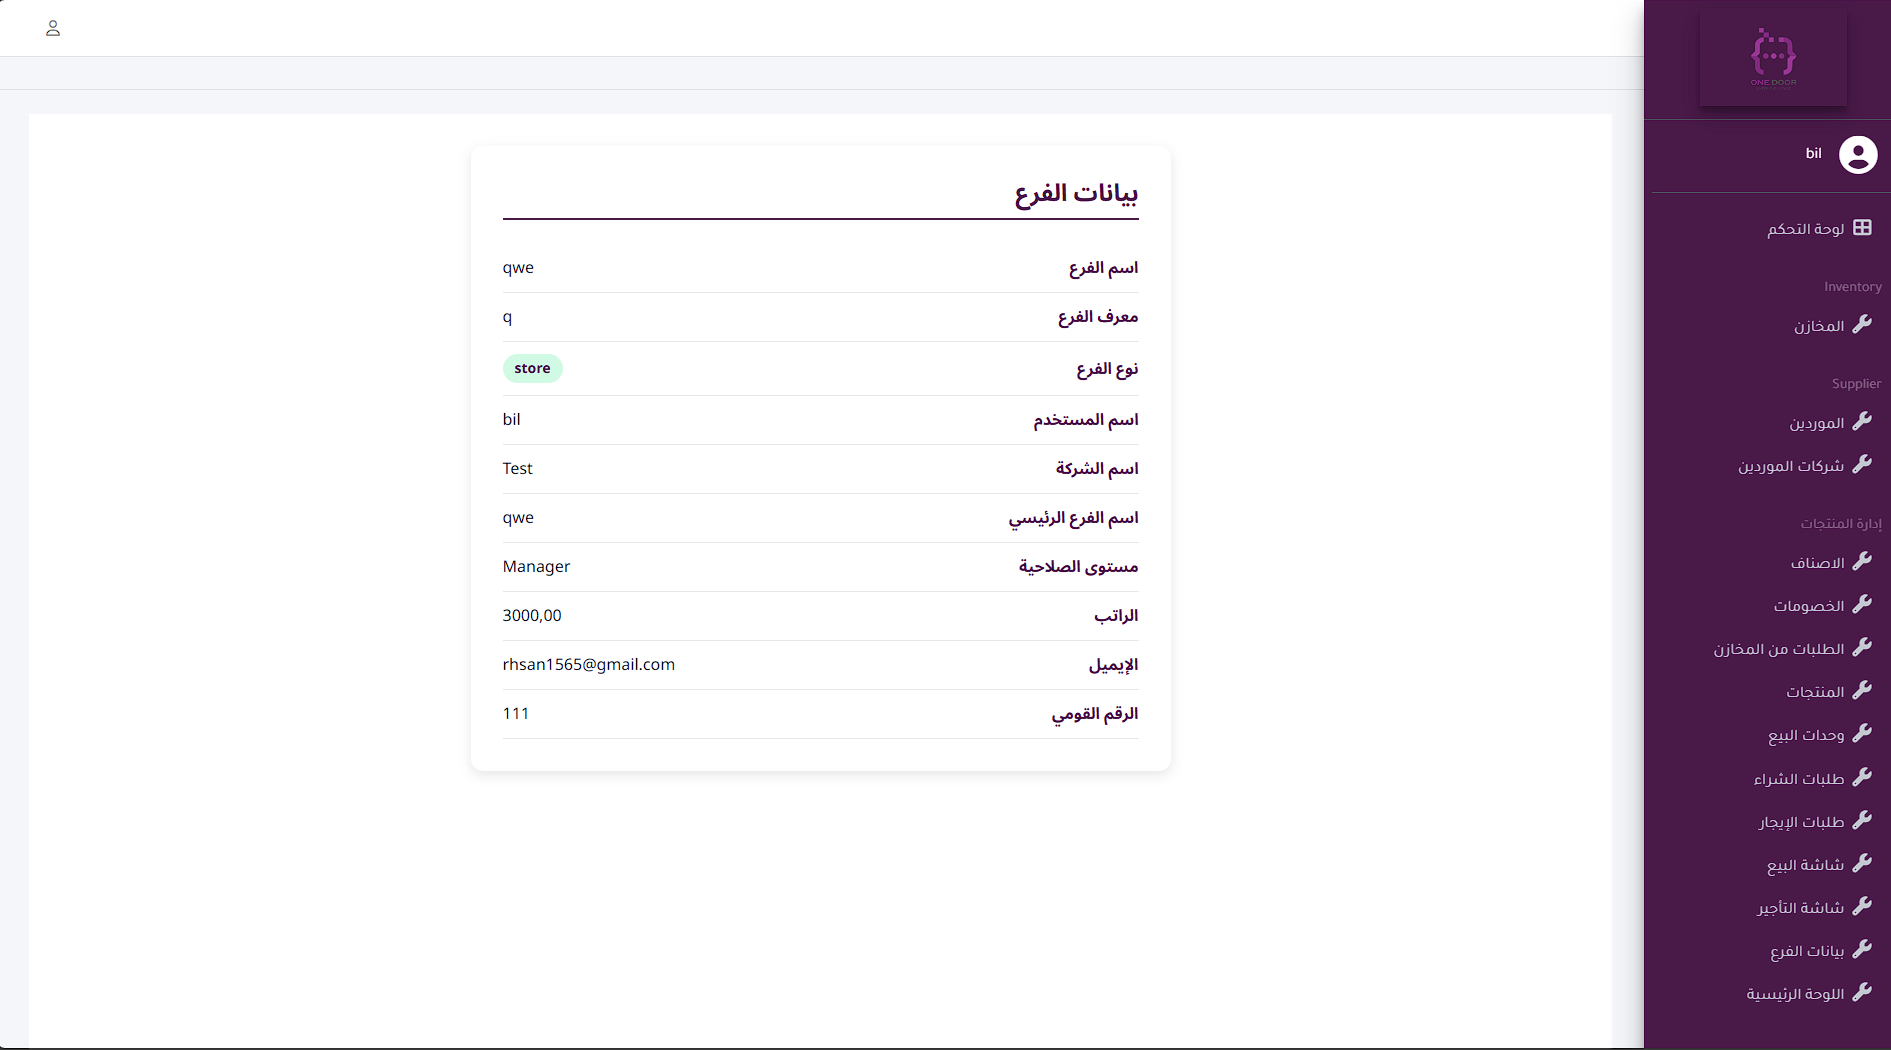 ONE DOOR
bil
لوحة التحكم
Inventory
المخازن
Supplier
الموردين
شركات الموردين
إدارة المنتجات
الاصناف
الخصومات
الطلبات من المخازن
المنتجات
وحدات البيع
طلبات الشراء
طلبات الإيجار
شاشة البيع
شاشة التأجير
بيانات الفرع
اللوحة الرئيسية
بيانات الفرع
اسم الفرع qwe
معرف الفرع q
نوع الفرع store
اسم المستخدم bil
اسم الشركة Test
اسم الفرع الرئيسي qwe
مستوى الصلاحية Manager
الراتب 3000,00
الإيميل rhsan1565@gmail.com
الرقم القومي 111